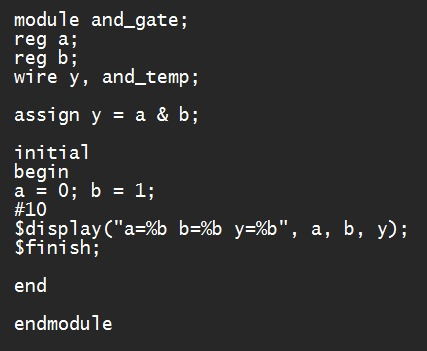 module and_gate;
reg a;
reg b;
wire y, and_temp;
assign y = a & b;
initial
begin
a = 0; b = 1;
#10
$display("a=%b b=%b y=%b", a, b, y);
$finish;
end
endmodule